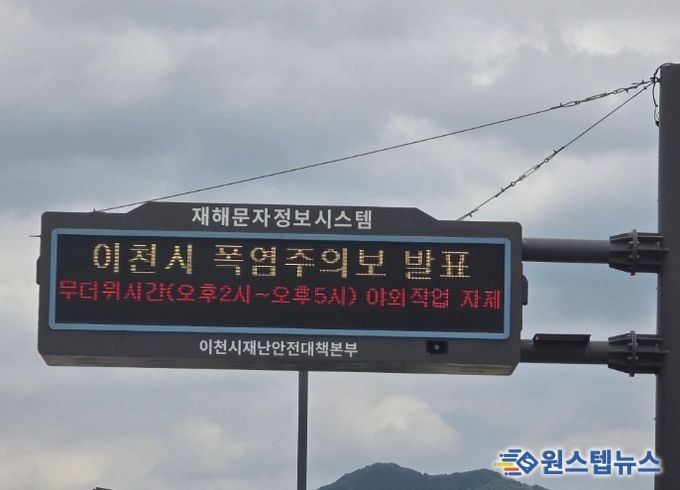 재해문자정보시스템
이천시 폭염주의보 발표
무더위시간(오후2시~오후5시) 야외작업 자제
이천시재난안전대책본부
원스텝뉴스